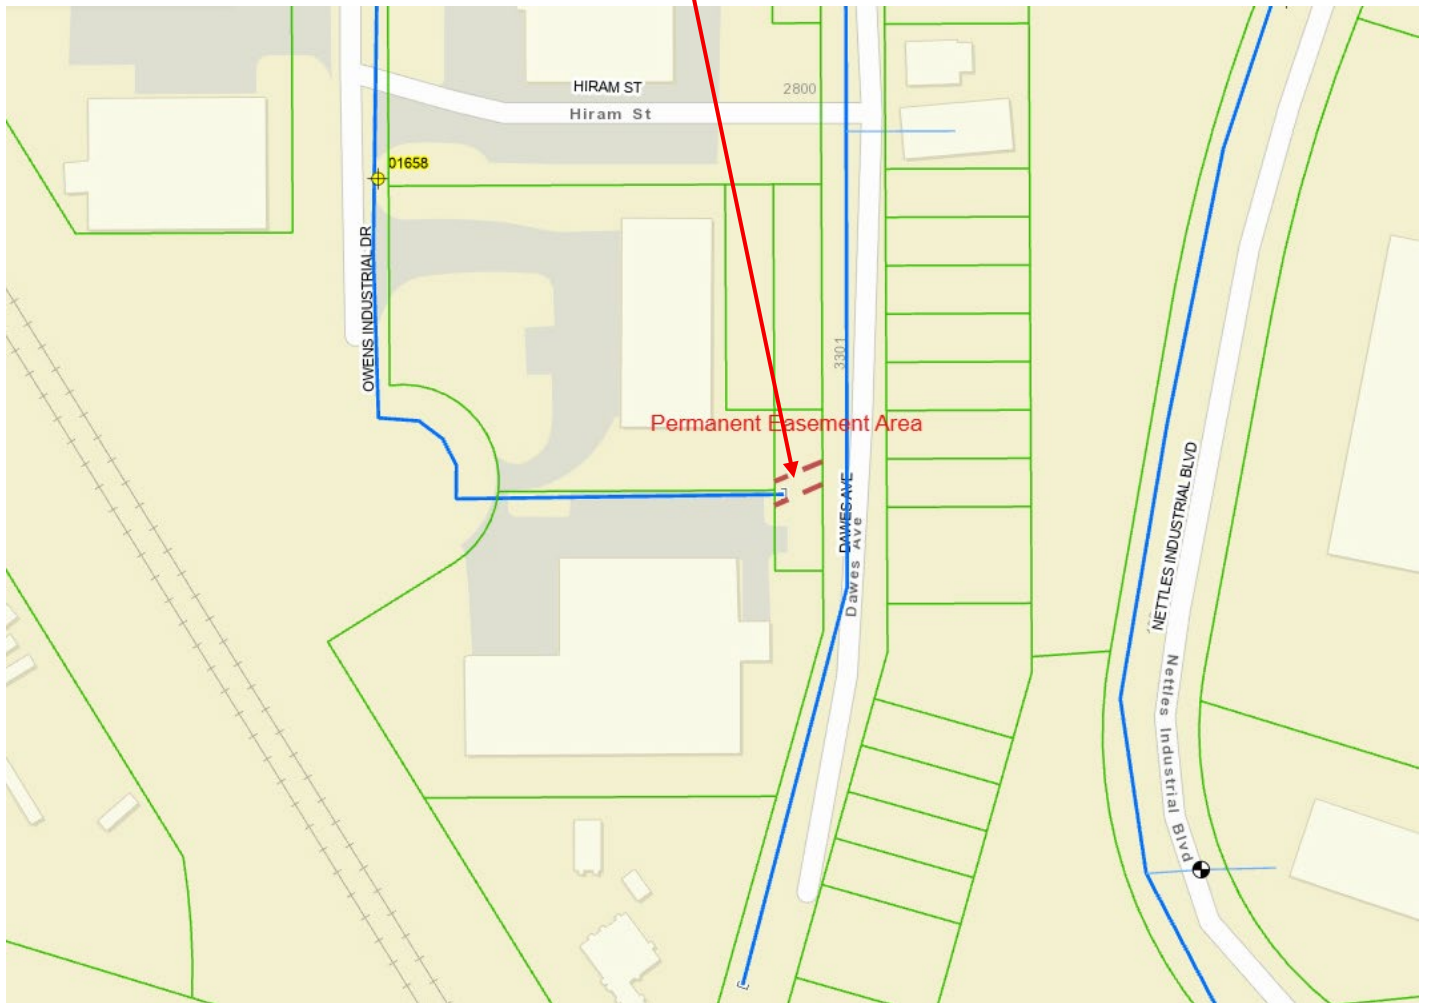 HIRAM ST
2800
Hiram St
01658
OWENS INDUSTRIAL DR
3301
Permanent Easement Area
DAWES AVE
Dawes Ave
NETTLES INDUSTRIAL BLVD
Nettles Industrial Blvd